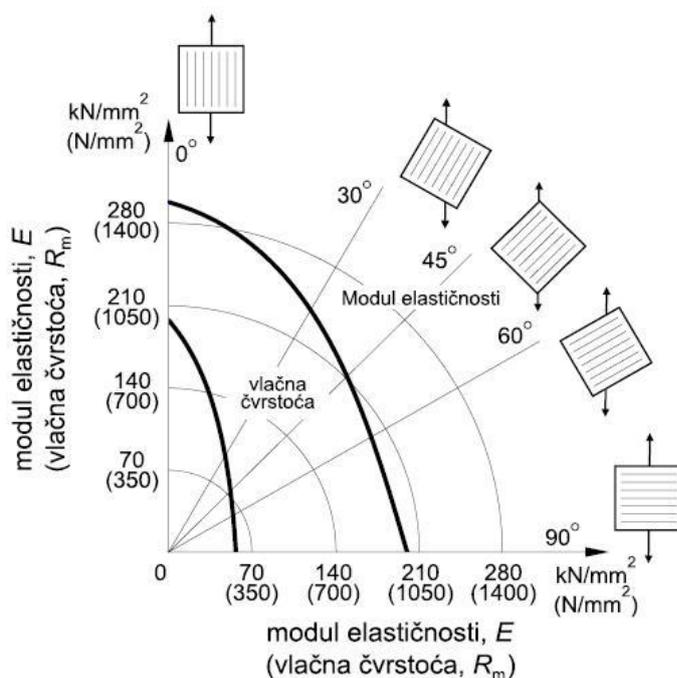 kN/mm²
(N/mm²)
0°
30°
280
(1400)
45°
Modul elastičnosti
210
(1050)
60°
modul elastičnosti, E
(vlačna čvrstoća, Rm)
vlačna
čvrstoća
140
(700)
70
(350)
90°
0
70
(350)
140
(700)
210
(1050)
280
(1400)
kN/mm²
(N/mm²)
modul elastičnosti, E
(vlačna čvrstoća, Rm)